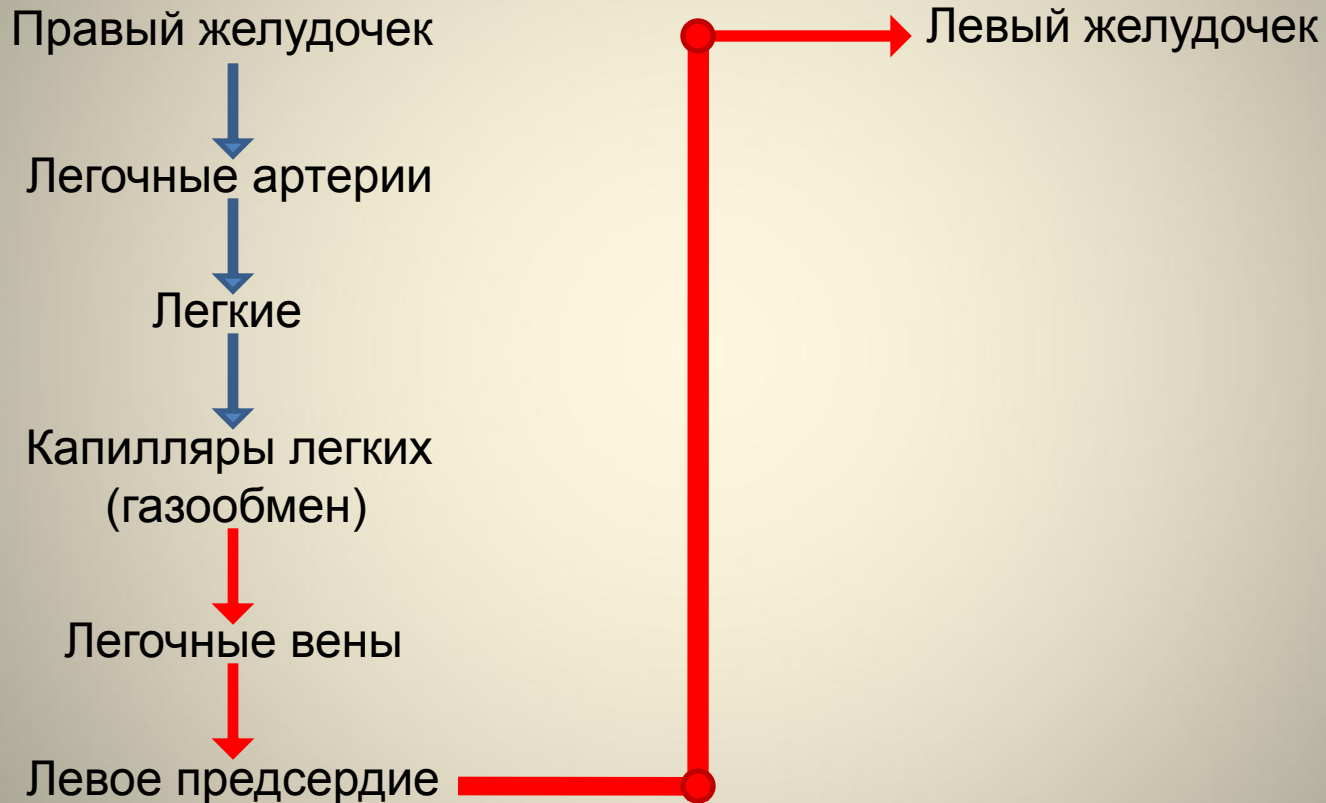 Правый желудочек
Легочные артерии
Легкие
Капилляры легких
(газообмен)
Легочные вены
Левое предсердие
Левый желудочек